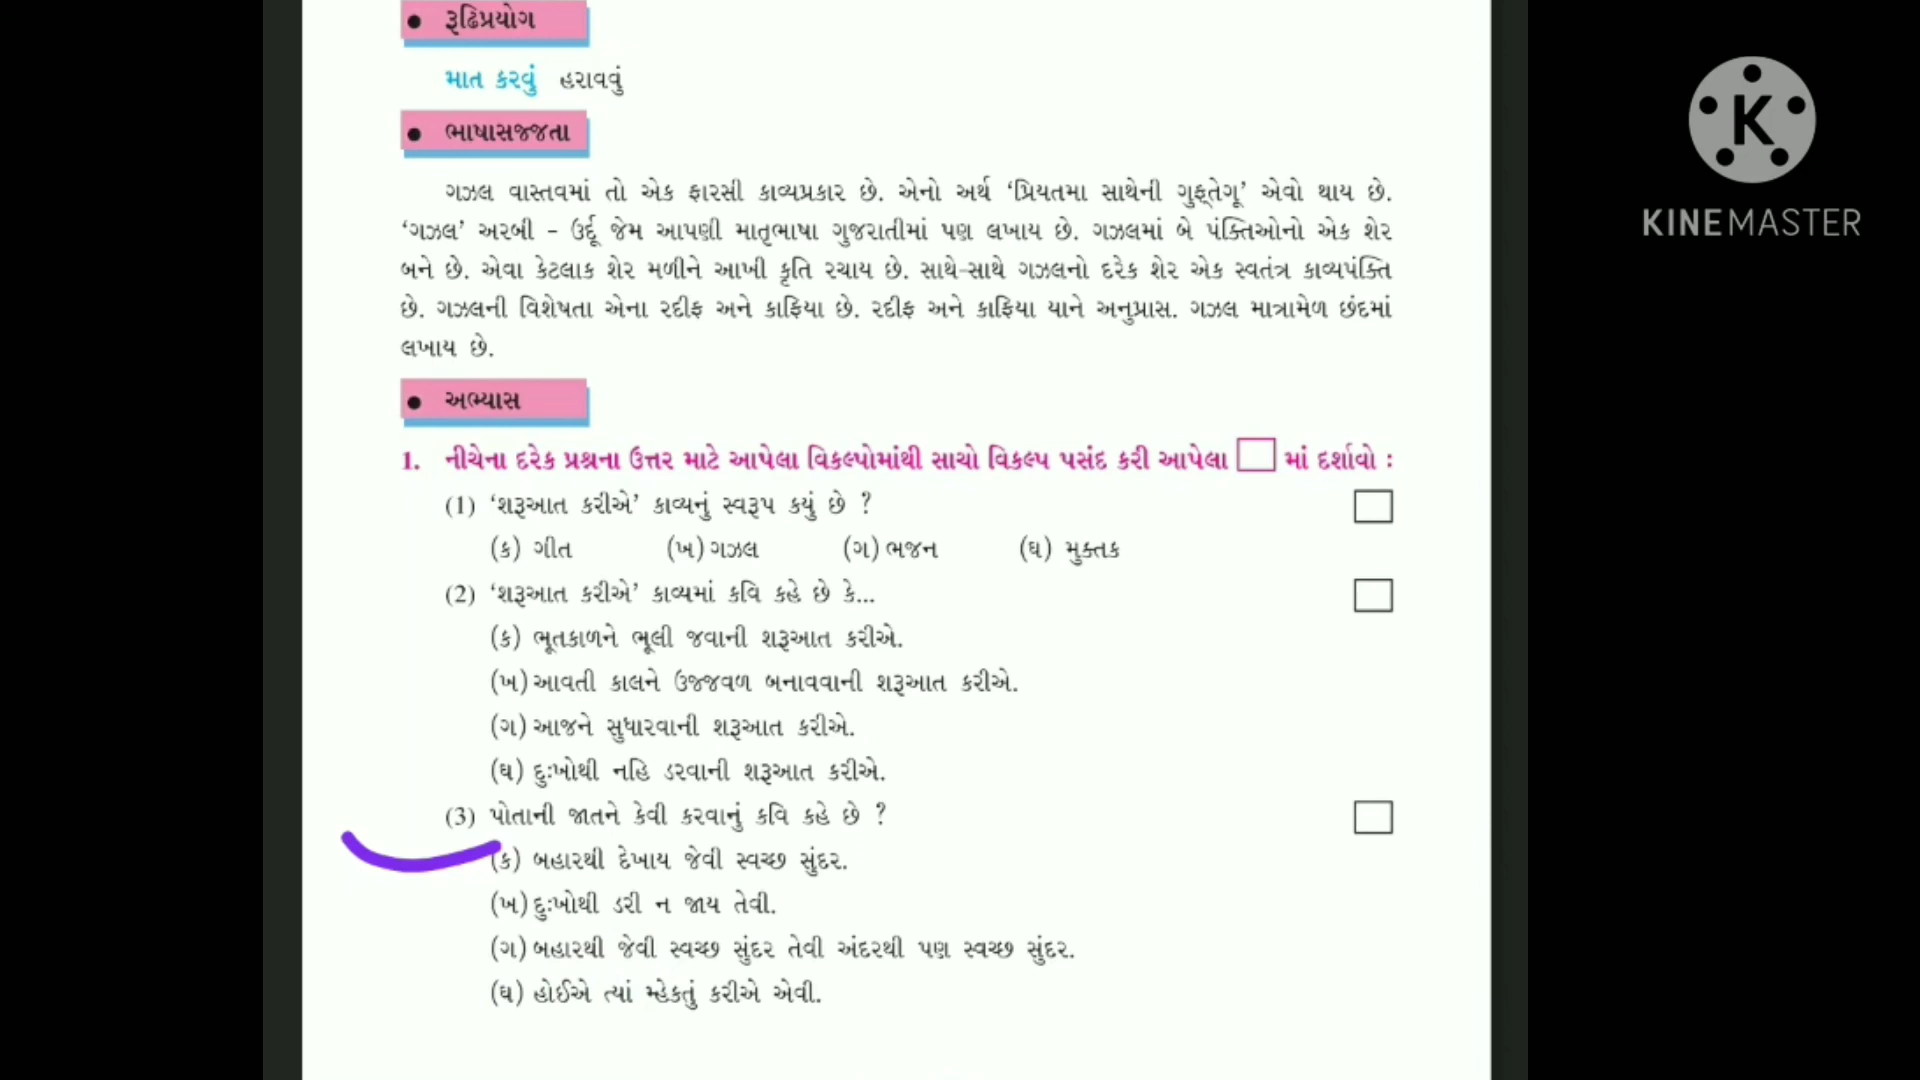 • રૂઢિપ્રયોગ
માત કરવું હરાવવું
• ભાષાસજ્જતા
ગઝલ વાસ્તવમાં તો એક ફારસી કાવ્યપ્રકાર છે. એનો અર્થ ‘પ્રિયતમા સાથેની ગુફ્તેગૂ’ એવો થાય છે.
‘ગઝલ’ અરબી - ઉર્દૂ જેમ આપણી માતૃભાષા ગુજરાતીમાં પણ લખાય છે. ગઝલમાં બે પંક્તિઓનો એક શેર
બને છે. એવા કેટલાક શેર મળીને આખી કૃતિ રચાય છે. સાથે-સાથે ગઝલનો દરેક શેર એક સ્વતંત્ર કાવ્યપંક્તિ
છે. ગઝલની વિશેષતા એના રદીફ અને કાફિયા છે. રદીફ અને કાફિયા યાને અનુપ્રાસ. ગઝલ માત્રામેળ છંદમાં
લખાય છે.
• અભ્યાસ
1. નીચેના દરેક પ્રશ્નના ઉત્તર માટે આપેલા વિકલ્પોમાંથી સાચો વિકલ્પ પસંદ કરી આપેલા માં દર્શાવો :
(1) ‘શરૂઆત કરીએ’ કાવ્યનું સ્વરૂપ કયું છે ?
(ક) ગીત (ખ) ગઝલ (ગ) ભજન (ઘ) મુક્તક
(2) ‘શરૂઆત કરીએ’ કાવ્યમાં કવિ કહે છે કે...
(ક) ભૂતકાળને ભૂલી જવાની શરૂઆત કરીએ.
(ખ) આવતી કાલને ઉજ્જવળ બનાવવાની શરૂઆત કરીએ.
(ગ) આજને સુધારવાની શરૂઆત કરીએ.
(ઘ) દુઃખોથી નહિ ડરવાની શરૂઆત કરીએ.
(3) પોતાની જાતને કેવી કરવાનું કવિ કહે છે ?
(ક) બહારથી દેખાય જેવી સ્વચ્છ સુંદર.
(ખ) દુઃખોથી ડરી ન જાય તેવી.
(ગ) બહારથી જેવી સ્વચ્છ સુંદર તેવી અંદરથી પણ સ્વચ્છ સુંદર.
(ઘ) હોઈએ ત્યાં મ્હેકતું કરીએ એવી.
K
KINEMASTER